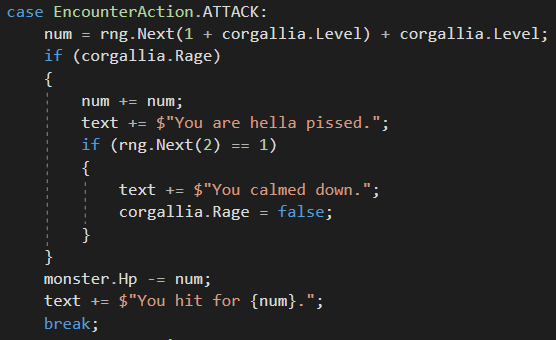 case EncounterAction.ATTACK:
num = rng.Next(1 + corgallia.Level) + corgallia.Level;
if (corgallia.Rage)
{
num += num;
text += $"You are hella pissed.";
if (rng.Next(2) == 1)
{
text += $"You calmed down.";
corgallia.Rage = false;
}
}
monster.Hp -= num;
text += $"You hit for {num}.";
break;